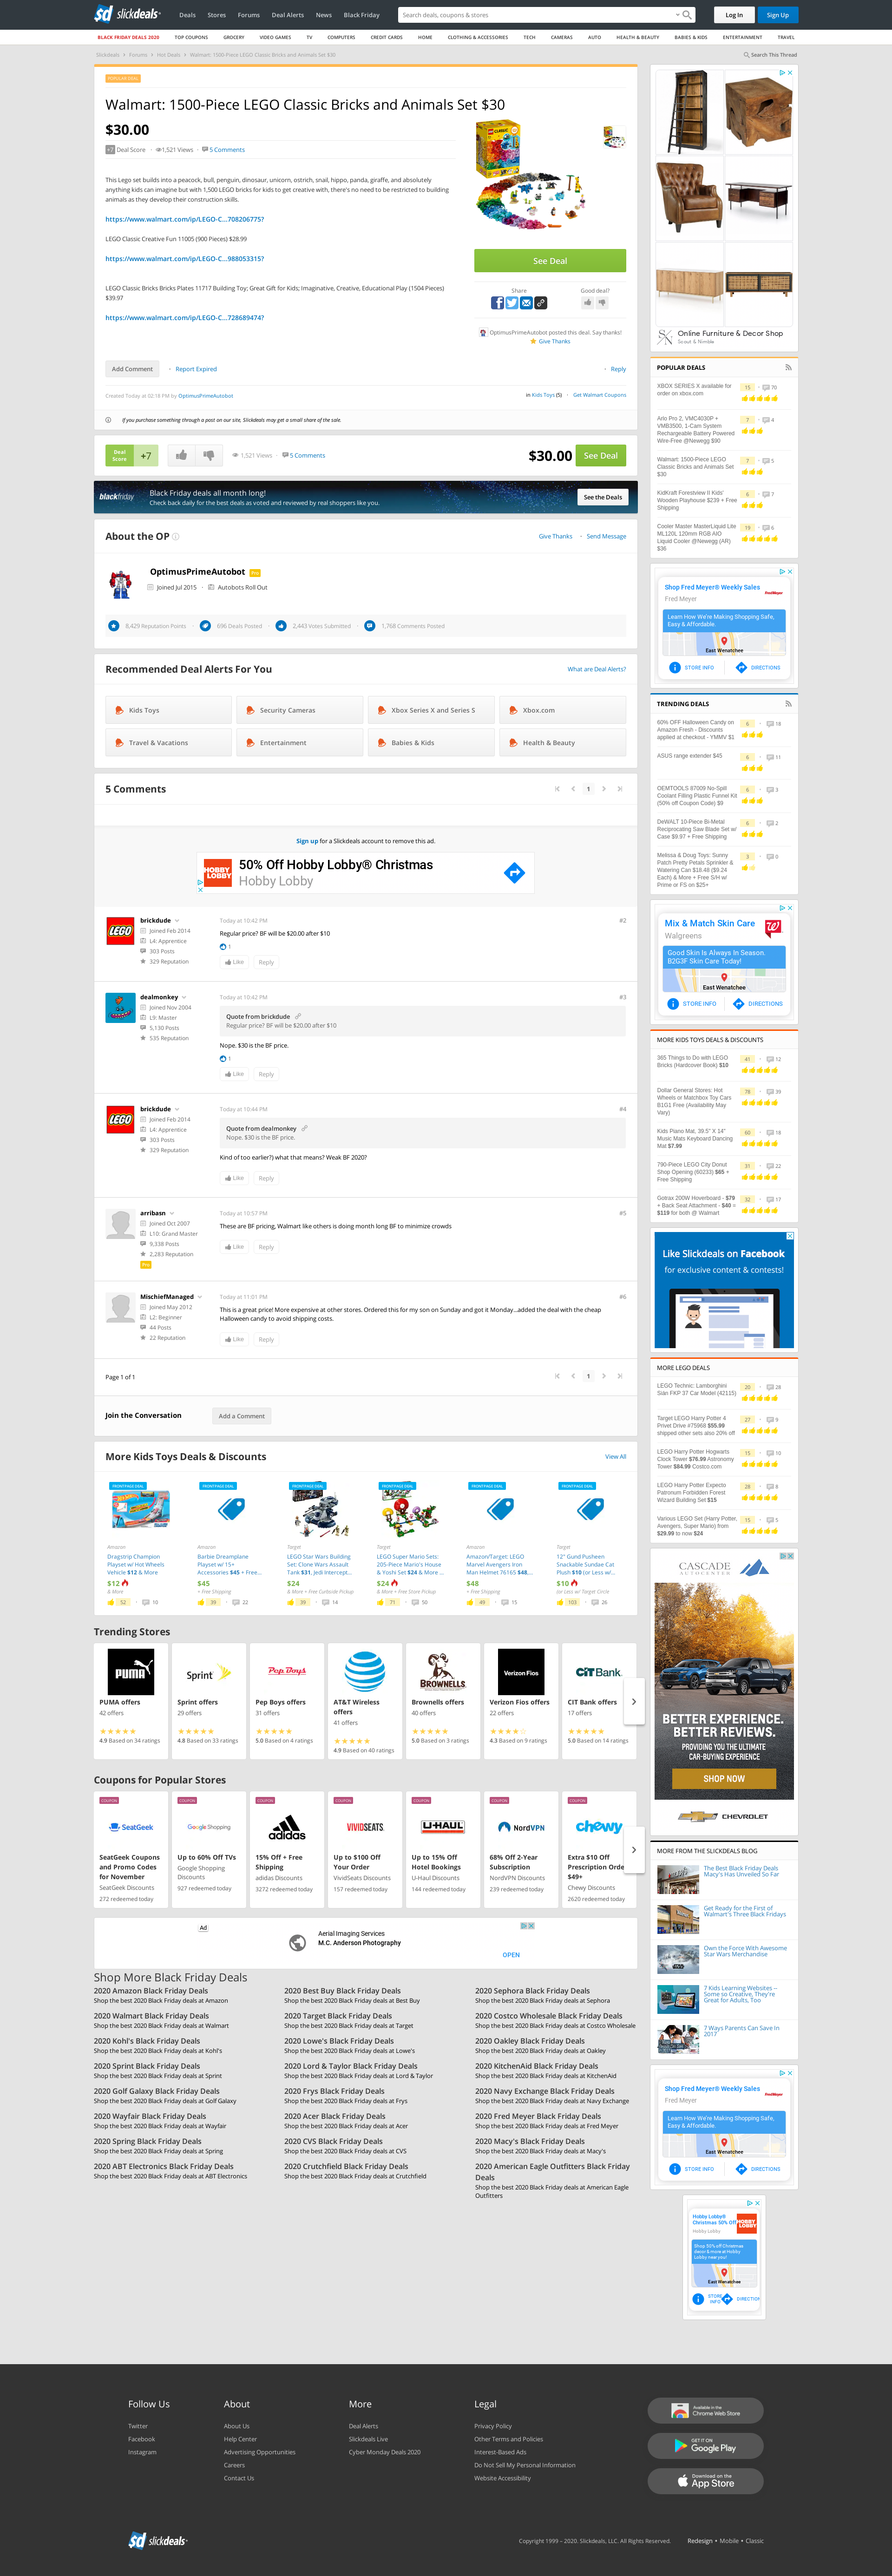 slickdeals
Deals Stores Forums Deal Alerts News Black Friday
Search deals, coupons & stores
Log In
Sign Up
BLACK FRIDAY DEALS 2020 TOP COUPONS GROCERY VIDEO GAMES TV COMPUTERS CREDIT CARDS HOME CLOTHING & ACCESSORIES TECH CAMERAS AUTO HEALTH & BEAUTY BABIES & KIDS ENTERTAINMENT TRAVEL
Slickdeals Forums Hot Deals Walmart: 1500-Piece LEGO Classic Bricks and Animals Set $30
Search This Thread
POPULAR DEAL
Walmart: 1500-Piece LEGO Classic Bricks and Animals Set $30
$30.00
+7 Deal Score 1,521 Views 5 Comments
This Lego set builds into a peacock, bull, penguin, dinosaur, unicorn, ostrich, snail, hippo, panda, giraffe, and absolutely
anything kids can imagine but with 1,500 LEGO bricks for kids to get creative with, there's no need to be restricted to building
animals as they develop their construction skills.
https://www.walmart.com/ip/LEGO-C...708206775?
LEGO Classic Creative Fun 11005 (900 Pieces) $28.99
https://www.walmart.com/ip/LEGO-C...988053315?
LEGO Classic Bricks Bricks Plates 11717 Building Toy; Great Gift for Kids; Imaginative, Creative, Educational Play (1504 Pieces)
$39.97
https://www.walmart.com/ip/LEGO-C...728689474?
See Deal
Share
Good deal?
OptimusPrimeAutobot posted this deal. Say thanks!
Give Thanks
Add Comment
Report Expired
Reply
Created Today at 02:18 PM by OptimusPrimeAutobot
in Kids Toys (5)
Get Walmart Coupons
If you purchase something through a post on our site, Slickdeals may get a small share of the sale.
Deal
Score
+7
1,521 Views
5 Comments
$30.00
See Deal
blackfriday
Black Friday deals all month long!
Check back daily for the best deals as voted and reviewed by real shoppers like you.
See the Deals
About the OP
Give Thanks
Send Message
OptimusPrimeAutobot Pro
Joined Jul 2015 Autobots Roll Out
8,429 Reputation Points 696 Deals Posted 2,443 Votes Submitted 1,768 Comments Posted
Recommended Deal Alerts For You
What are Deal Alerts?
Kids Toys
Security Cameras
Xbox Series X and Series S
Xbox.com
Travel & Vacations
Entertainment
Babies & Kids
Health & Beauty
5 Comments
1
Sign up for a Slickdeals account to remove this ad.
HOBBY LOBBY
50% Off Hobby Lobby® Christmas
Hobby Lobby
brickdude
Joined Feb 2014
L4: Apprentice
303 Posts
329 Reputation
Today at 10:42 PM
#2
Regular price? BF will be $20.00 after $10
1
Like
Reply
dealmonkey
Joined Nov 2004
L9: Master
5,130 Posts
535 Reputation
Today at 10:42 PM
#3
Quote from brickdude
Regular price? BF will be $20.00 after $10
Nope. $30 is the BF price.
1
Like
Reply
brickdude
Joined Feb 2014
L4: Apprentice
303 Posts
329 Reputation
Today at 10:44 PM
#4
Quote from dealmonkey
Nope. $30 is the BF price.
Kind of too earlier?) what that means? Weak BF 2020?
Like
Reply
arribasn
Joined Oct 2007
L10: Grand Master
9,338 Posts
2,283 Reputation
Pro
Today at 10:57 PM
#5
These are BF pricing, Walmart like others is doing month long BF to minimize crowds
Like
Reply
MischiefManaged
Joined May 2012
L2: Beginner
44 Posts
22 Reputation
Today at 11:01 PM
#6
This is a great price! More expensive at other stores. Ordered this for my son on Sunday and got it Monday...added the deal with the chap
Halloween candy to avoid shipping costs.
Like
Reply
Page 1 of 1
1
Join the Conversation
Add a Comment
More Kids Toys Deals & Discounts
View All
FRONTPAGE DEAL
Amazon
Dragstrip Champion
Playset w/ Hot Wheels
Vehicle $12 & More
$12
& More
52 10
FRONTPAGE DEAL
Amazon
Barbie Dreamplane
Playset w/ 15+
Accessories $45 + Free...
$45
+ Free Shipping
39 22
FRONTPAGE DEAL
Target
LEGO Star Wars Building
Set: Clone Wars Assault
Tank $31, Jedi Intercept...
$24
& More + Free Curbside Pickup
39 14
FRONTPAGE DEAL
Target
LEGO Super Mario Sets:
205-Piece Mario's House
& Yoshi Set $24 & More ...
$24
& More + Free Store Pickup
71 50
FRONTPAGE DEAL
Amazon
Amazon/Target: LEGO
Marvel Avengers Iron
Man Helmet 76165 $48,...
$48
+ Free Shipping
49 15
FRONTPAGE DEAL
Target
12" Gund Pusheen
Snackable Sundae Cat
Plush $10 (or Less w/...
$10
(or Less w/ Target Circle
103 26
Trending Stores
PUMA
PUMA offers
42 offers
4.9 Based on 34 ratings
Sprint
Sprint offers
29 offers
4.8 Based on 33 ratings
Pep Boys
Pep Boys offers
31 offers
5.0 Based on 4 ratings
AT&T
AT&T Wireless
offers
41 offers
4.9 Based on 40 ratings
BROWNELLS
Brownells offers
40 offers
5.0 Based on 3 ratings
Verizon Fios
Verizon Fios offers
22 offers
4.3 Based on 9 ratings
CIT Bank
CIT Bank offers
17 offers
5.0 Based on 14 ratings
Coupons for Popular Stores
COUPON
SeatGeek
SeatGeek Coupons
and Promo Codes
for November
SeatGeek Discounts
272 redeemed today
COUPON
Google Shopping
Up to 60% Off TVs
Google Shopping
Discounts
927 redeemed today
COUPON
adidas
15% Off + Free
Shipping
adidas Discounts
3272 redeemed today
COUPON
VIVID SEATS
Up to $100 Off
Your Order
VividSeats Discounts
157 redeemed today
COUPON
U-HAUL
Up to 15% Off
Hotel Bookings
U-Haul Discounts
144 redeemed today
COUPON
NordVPN
68% Off 2-Year
Subscription
NordVPN Discounts
239 redeemed today
COUPON
chewy
Extra $10 Off
Prescription Orde
$49+
Chewy Discounts
2620 redeemed today
Ad
Aerial Imaging Services
M.C. Anderson Photography
OPEN
Shop More Black Friday Deals
2020 Amazon Black Friday Deals
Shop the best 2020 Black Friday deals at Amazon
2020 Best Buy Black Friday Deals
Shop the best 2020 Black Friday deals at Best Buy
2020 Sephora Black Friday Deals
Shop the best 2020 Black Friday deals at Sephora
2020 Walmart Black Friday Deals
Shop the best 2020 Black Friday deals at Walmart
2020 Target Black Friday Deals
Shop the best 2020 Black Friday deals at Target
2020 Costco Wholesale Black Friday Deals
Shop the best 2020 Black Friday deals at Costco Wholesale
2020 Kohl's Black Friday Deals
Shop the best 2020 Black Friday deals at Kohl's
2020 Lowe's Black Friday Deals
Shop the best 2020 Black Friday deals at Lowe's
2020 Oakley Black Friday Deals
Shop the best 2020 Black Friday deals at Oakley
2020 Sprint Black Friday Deals
Shop the best 2020 Black Friday deals at Sprint
2020 Lord & Taylor Black Friday Deals
Shop the best 2020 Black Friday deals at Lord & Taylor
2020 KitchenAid Black Friday Deals
Shop the best 2020 Black Friday deals at KitchenAid
2020 Golf Galaxy Black Friday Deals
Shop the best 2020 Black Friday deals at Golf Galaxy
2020 Frys Black Friday Deals
Shop the best 2020 Black Friday deals at Frys
2020 Navy Exchange Black Friday Deals
Shop the best 2020 Black Friday deals at Navy Exchange
2020 Wayfair Black Friday Deals
Shop the best 2020 Black Friday deals at Wayfair
2020 Acer Black Friday Deals
Shop the best 2020 Black Friday deals at Acer
2020 Fred Meyer Black Friday Deals
Shop the best 2020 Black Friday deals at Fred Meyer
2020 Spring Black Friday Deals
Shop the best 2020 Black Friday deals at Spring
2020 CVS Black Friday Deals
Shop the best 2020 Black Friday deals at CVS
2020 Macy's Black Friday Deals
Shop the best 2020 Black Friday deals at Macy's
2020 ABT Electronics Black Friday Deals
Shop the best 2020 Black Friday deals at ABT Electronics
2020 Crutchfield Black Friday Deals
Shop the best 2020 Black Friday deals at Crutchfield
2020 American Eagle Outfitters Black Friday
Deals
Shop the best 2020 Black Friday deals at American Eagle
Outfitters
Online Furniture & Decor Shop
Scout & Nimble
POPULAR DEALS
XBOX SERIES X available for
order on xbox.com
15 70
Arlo Pro 2, VMC4030P +
VMB3500, 1-Cam System
Rechargeable Battery Powered
Wire-Free @Newegg $90
7 4
Walmart: 1500-Piece LEGO
Classic Bricks and Animals Set
$30
7 5
KidKraft Forestview II Kids'
Wooden Playhouse $239 + Free
Shipping
6 7
Cooler Master MasterLiquid Lite
ML120L 120mm RGB AIO
Liquid Cooler @Newegg (AR)
$36
19 6
Shop Fred Meyer® Weekly Sales
Fred Meyer
Learn How We're Making Shopping Safe,
Easy & Affordable.
East Wenatchee
STORE INFO
DIRECTIONS
TRENDING DEALS
60% OFF Halloween Candy on
Amazon Fresh - Discounts
applied at checkout - YMMV $1
6 18
ASUS range extender $45
6 11
OEMTOOLS 87009 No-Spill
Coolant Filling Plastic Funnel Kit
(50% off Coupon Code) $9
6 3
DeWALT 10-Piece Bi-Metal
Reciprocating Saw Blade Set w/
Case $9.97 + Free Shipping
6 2
Melissa & Doug Toys: Sunny
Patch Pretty Petals Sprinkler &
Watering Can $18.48 ($9.24
Each) & More + Free S/H w/
Prime or FS on $25+
3 0
Mix & Match Skin Care
Walgreens
Good Skin Is Always In Season.
B2G3F Skin Care Today!
East Wenatchee
STORE INFO
DIRECTIONS
MORE KIDS TOYS DEALS & DISCOUNTS
365 Things to Do with LEGO
Bricks (Hardcover Book) $10
41 12
Dollar General Stores: Hot
Wheels or Matchbox Toy Cars
B1G1 Free (Availability May
Vary)
78 39
Kids Piano Mat, 39.5" X 14"
Music Mats Keyboard Dancing
Mat $7.99
60 18
790-Piece LEGO City Donut
Shop Opening (60233) $65 +
Free Shipping
31 22
Gotrax 200W Hoverboard - $79
+ Back Seat Attachment - $40 =
$119 for both @ Walmart
32 17
Like Slickdeals on Facebook
for exclusive content & contests!
MORE LEGO DEALS
LEGO Technic: Lamborghini
Sián FKP 37 Car Model (42115)
20 28
Target LEGO Harry Potter 4
Privet Drive #75968 $55.99
shipped other sets also 20% off
27 9
LEGO Harry Potter Hogwarts
Clock Tower $76.99 Astronomy
Tower $84.99 Costco.com
15 10
LEGO Harry Potter Expecto
Patronum Forbidden Forest
Wizard Building Set $15
28 8
Various LEGO Set (Harry Potter,
Avengers, Super Mario) from
$29.99 to now $24
15 5
CASCADE
AUTOCENTER
BETTER EXPERIENCE.
BETTER REVIEWS.
PROVIDING YOU THE ULTIMATE
CAR-BUYING EXPERIENCE
SHOP NOW
CHEVROLET
MORE FROM THE SLICKDEALS BLOG
The Best Black Friday Deals
Macy's Has Unveiled So Far
Get Ready for the First of
Walmart's Three Black Fridays
Own the Force With Awesome
Star Wars Merchandise
7 Kids Learning Websites –
Some so Creative, They're
Great for Adults, Too
7 Ways Parents Can Save In
2017
Shop Fred Meyer® Weekly Sales
Fred Meyer
Learn How We're Making Shopping Safe,
Easy & Affordable.
East Wenatchee
STORE INFO
DIRECTIONS
Hobby Lobby®
Christmas 50% Off
Hobby Lobby
HOBBY LOBBY
Shop 50% off Christmas
decor & more at Hobby
Lobby near you!
East Wenatchee
STORE
INFO
DIRECTION
Follow Us
Twitter
Facebook
Instagram
About
About Us
Help Center
Advertising Opportunities
Careers
Contact Us
More
Deal Alerts
Slickdeals Live
Cyber Monday Deals 2020
Legal
Privacy Policy
Other Terms and Policies
Interest-Based Ads
Do Not Sell My Personal Information
Website Accessibility
Available in the
Chrome Web Store
GET IT ON
Google Play
Download on the
App Store
slickdeals
Copyright 1999 – 2020. Slickdeals, LLC. All Rights Reserved.
Redesign • Mobile • Classic